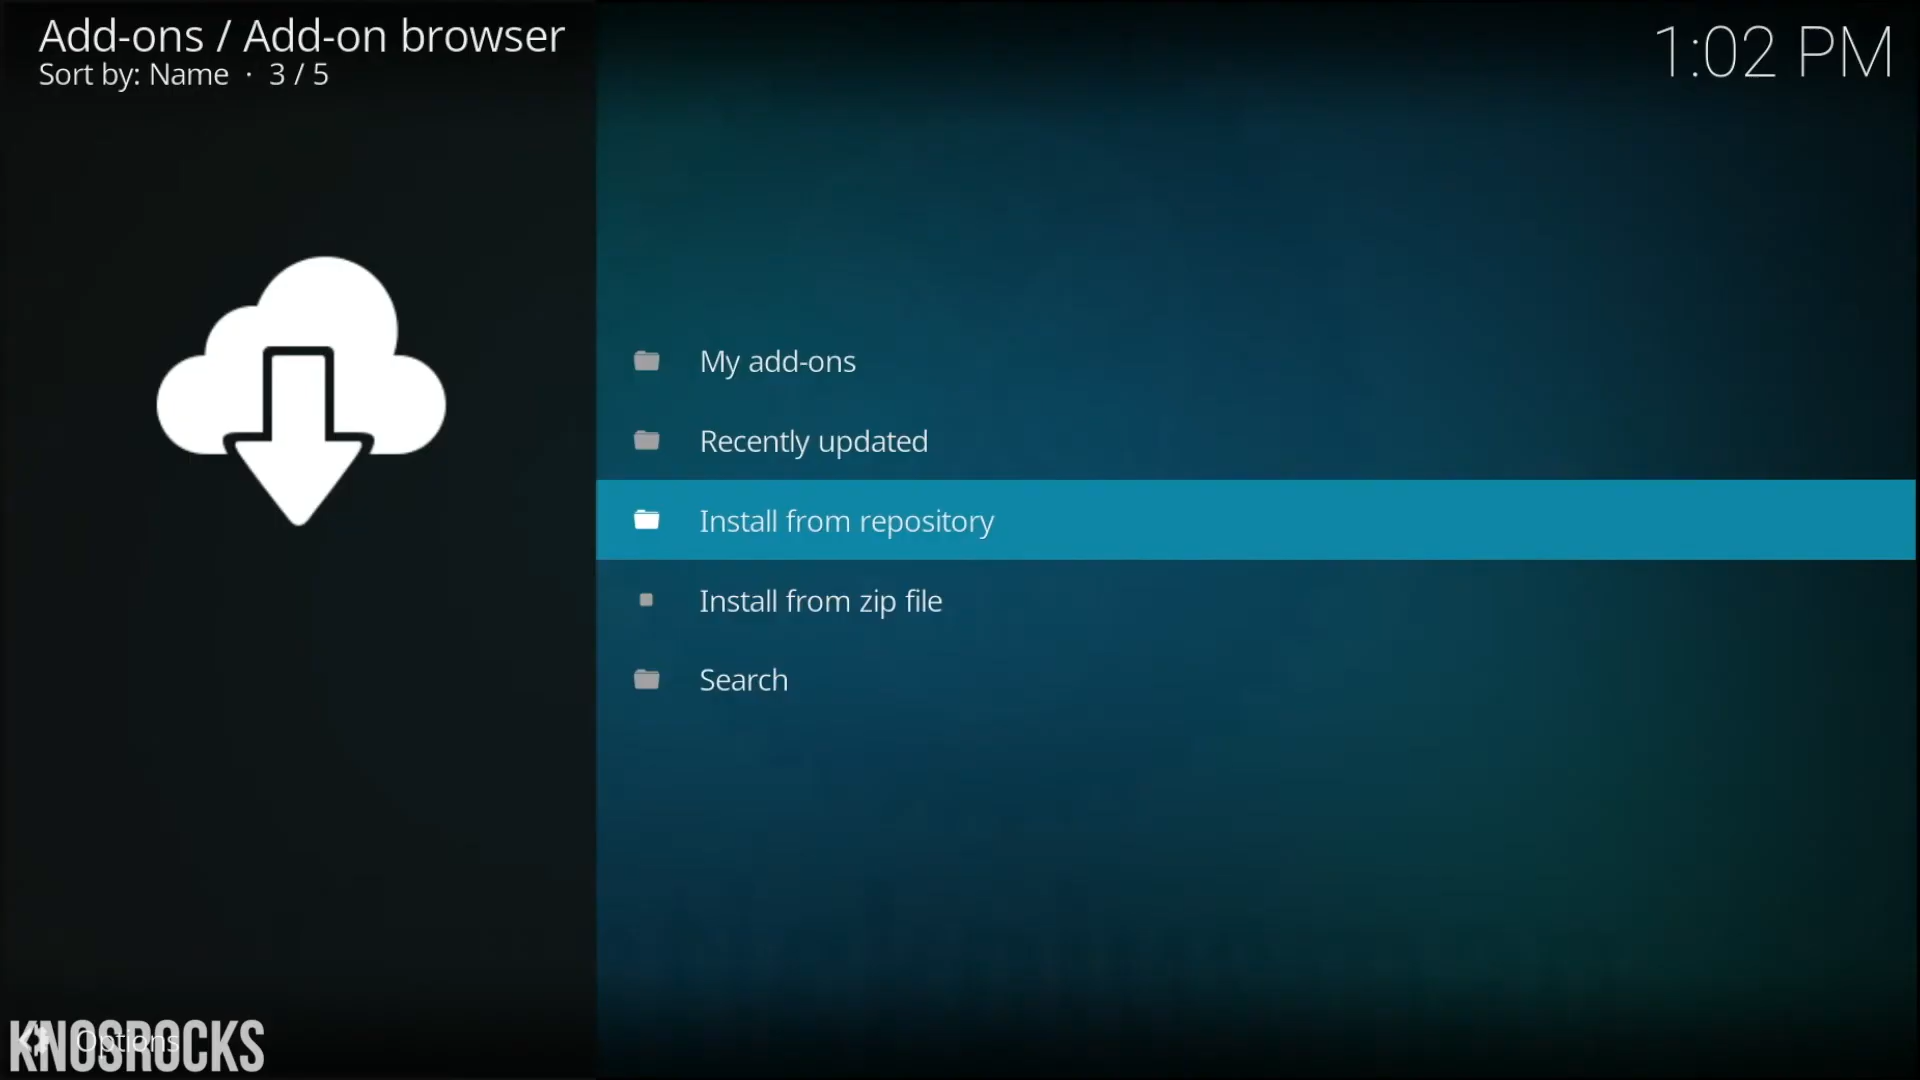 Add-ons / Add-on browser
Sort by: Name · 3 / 5
1:02 PM
My add-ons
Recently updated
Install from repository
Install from zip file
Search
Options
KNOSROCKS